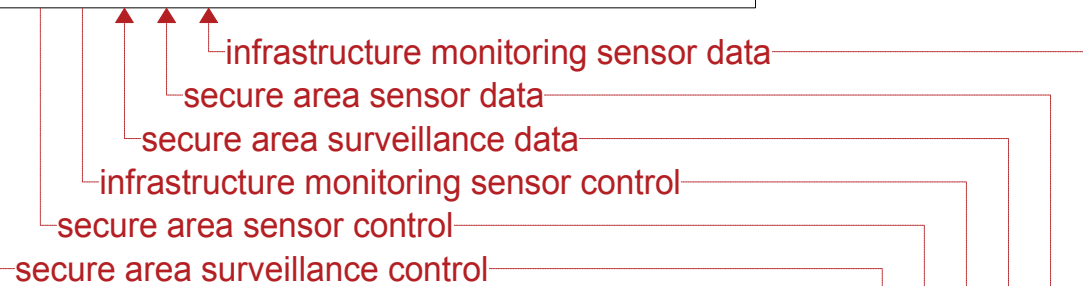 infrastructure monitoring sensor data
secure area sensor data
secure area surveillance data
infrastructure monitoring sensor control
secure area sensor control
secure area surveillance control